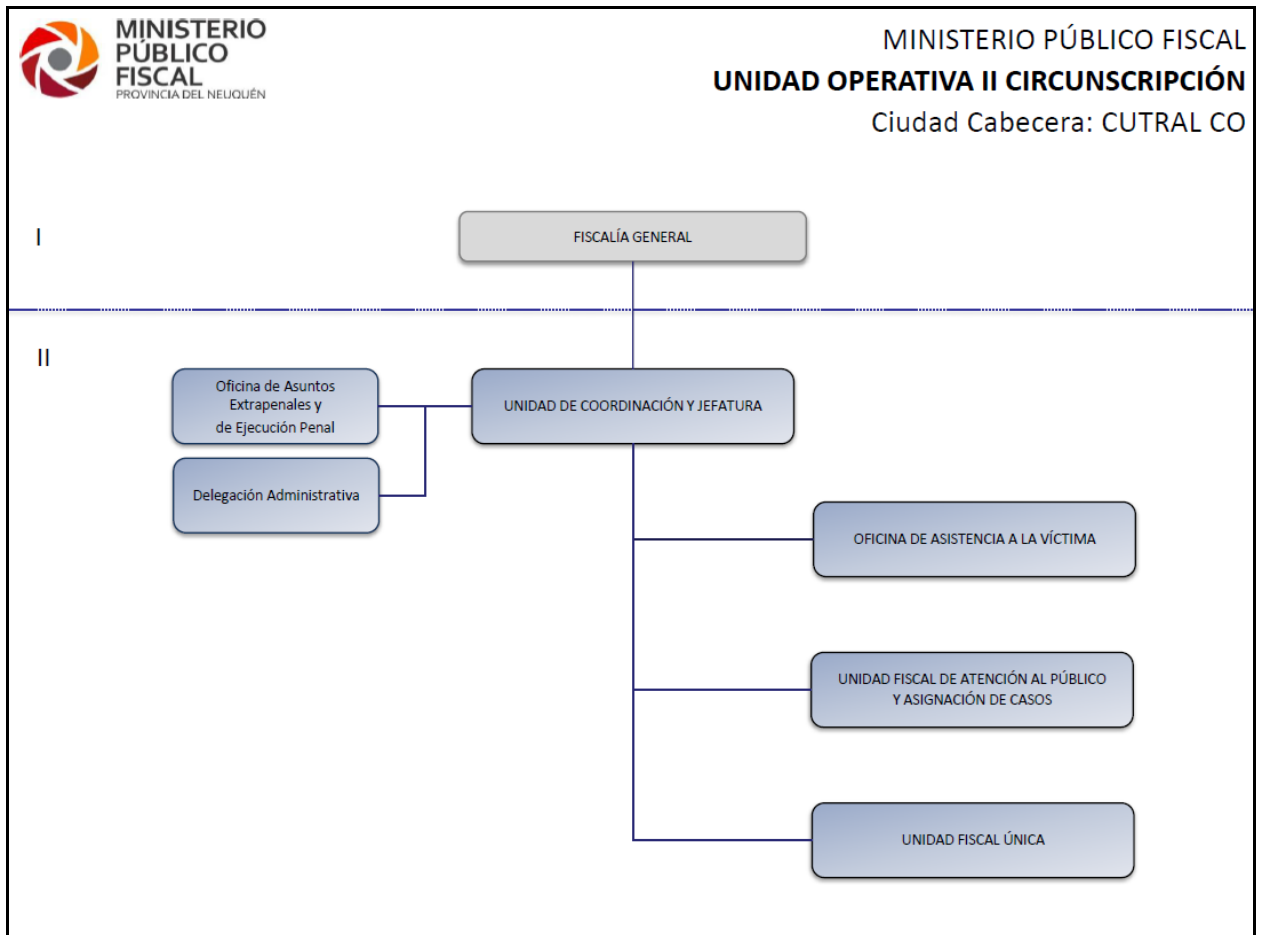 MINISTERIO
PÚBLICO
FISCAL
PROVINCIA DEL NEUQUÉN
MINISTERIO PÚBLICO FISCAL
UNIDAD OPERATIVA II CIRCUNSCRIPCIÓN
Ciudad Cabecera: CUTRAL CO
I
FISCALÍA GENERAL
II
Oficina de Asuntos
Extrapenales y
de Ejecución Penal
UNIDAD DE COORDINACIÓN Y JEFATURA
Delegación Administrativa
OFICINA DE ASISTENCIA A LA VÍCTIMA
UNIDAD FISCAL DE ATENCIÓN AL PÚBLICO
Y ASIGNACIÓN DE CASOS
UNIDAD FISCAL ÚNICA